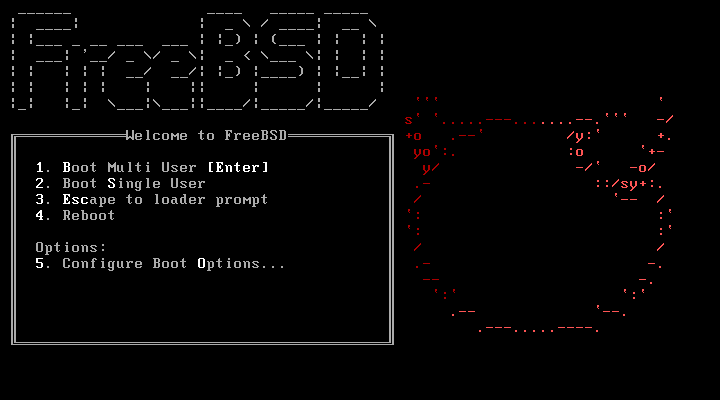 FreeBSD
Welcome to FreeBSD
1. Boot Multi User [Enter]
2. Boot Single User
3. Escape to loader prompt
4. Reboot
Options:
5. Configure Boot Options...